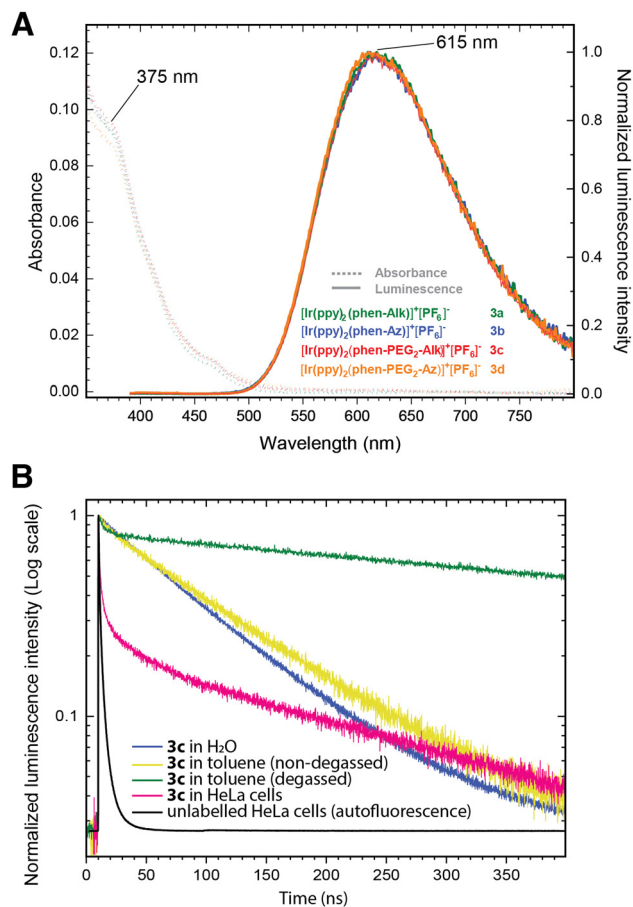 A
375 nm
615 nm
0.12
0.10
0.08
0.06
0.04
0.02
0.00
Absorbance
1.0
0.8
0.6
0.4
0.2
0.0
Normalized luminescence intensity
Absorbance
Luminescence
[Ir(ppy)2(phen-Alk)]+[PF6]- 3a
[Ir(ppy)2(phen-Az)]+[PF6]- 3b
[Ir(ppy)2(phen-PEG2-Alk)]+[PF6]- 3c
[Ir(ppy)2(phen-PEG2-Az)]+[PF6]- 3d
400 450 500 550 600 650 700 750
Wavelength (nm)
B
Normalized luminescence intensity (Log scale)
1
0.1
3c in H2O
3c in toluene (non-degassed)
3c in toluene (degassed)
3c in HeLa cells
unlabelled HeLa cells (autofluorescence)
0 50 100 150 200 250 300 350
Time (ns)